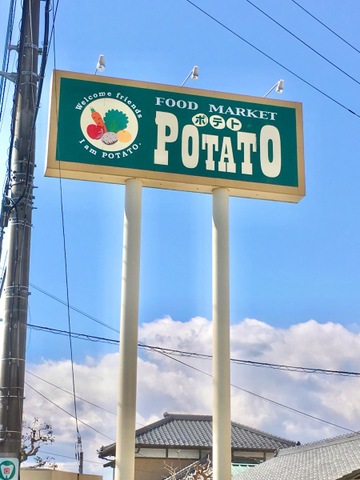 Welcome friends.
I am POTATO.
FOOD MARKET
ポテト
POTATO